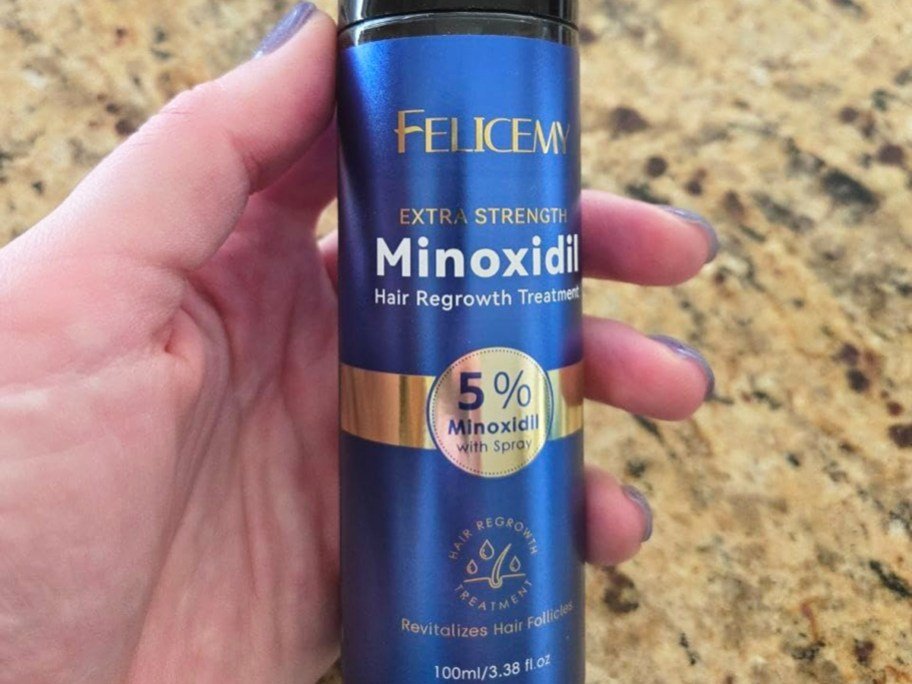 FELICEMY
EXTRA STRENGTH
Minoxidil
Hair Regrowth Treatment
5%
Minoxidil
with Spray
HAIR REGROWTH
TREATMENT
Revitalizes Hair Follicles
100ml/3.38 fl.oz